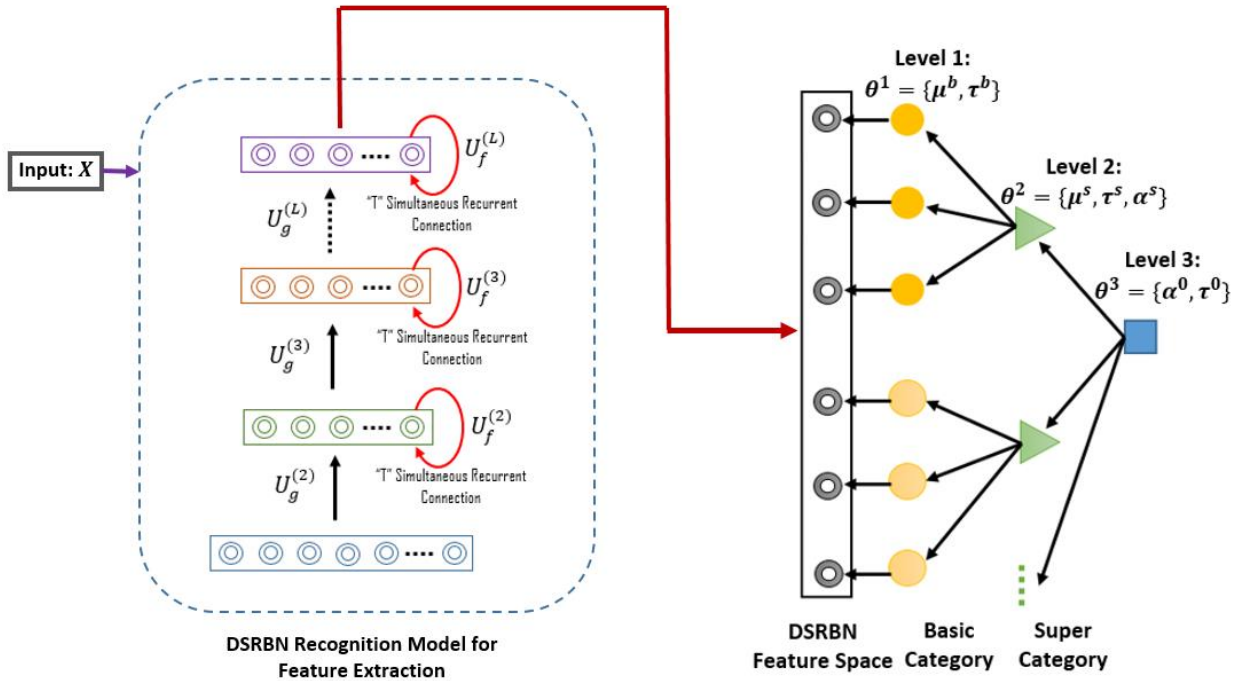 Input: X
U_f^{(L)}
"T" Simultaneous Recurrent
Connection
U_g^{(L)}
U_f^{(3)}
"T" Simultaneous Recurrent
Connection
U_g^{(3)}
U_f^{(2)}
"T" Simultaneous Recurrent
Connection
U_g^{(2)}
DSRBN Recognition Model for
Feature Extraction
Level 1:
θ^1 = {μ^b, τ^b}
Level 2:
θ^2 = {μ^s, τ^s, α^s}
Level 3:
θ^3 = {α^0, τ^0}
DSRBN
Feature Space
Basic
Category
Super
Category